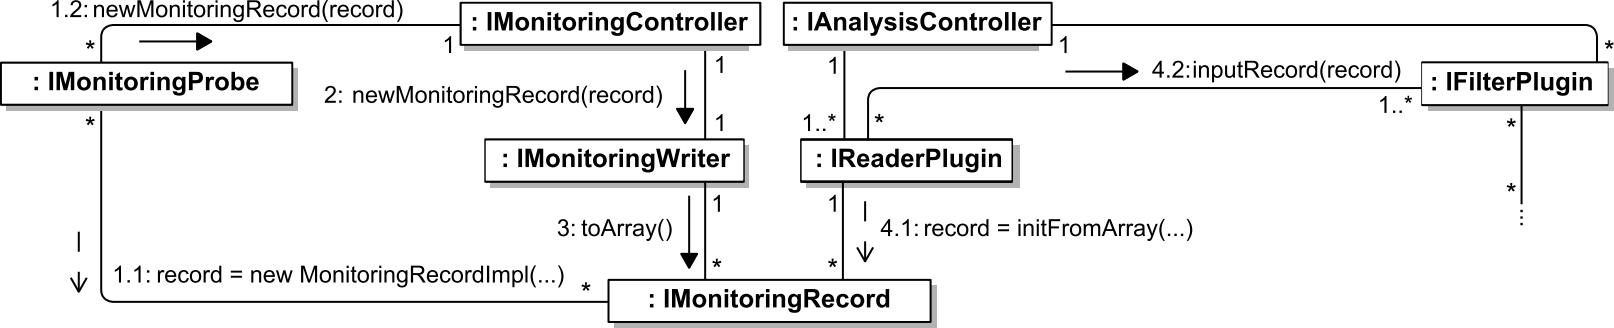 1.2: newMonitoringRecord(record)
: IMonitoringController
: IAnalysisController
*
1
1
*
: IMonitoringProbe
1
1
4.2:inputRecord(record)
: IFilterPlugin
2: newMonitoringRecord(record)
1..*
*
1
1..*
*
*
: IMonitoringWriter
: IReaderPlugin
*
1
1
3: toArray()
4.1: record = initFromArray(...)
*
*
1.1: record = new MonitoringRecordImpl(...)
*
: IMonitoringRecord